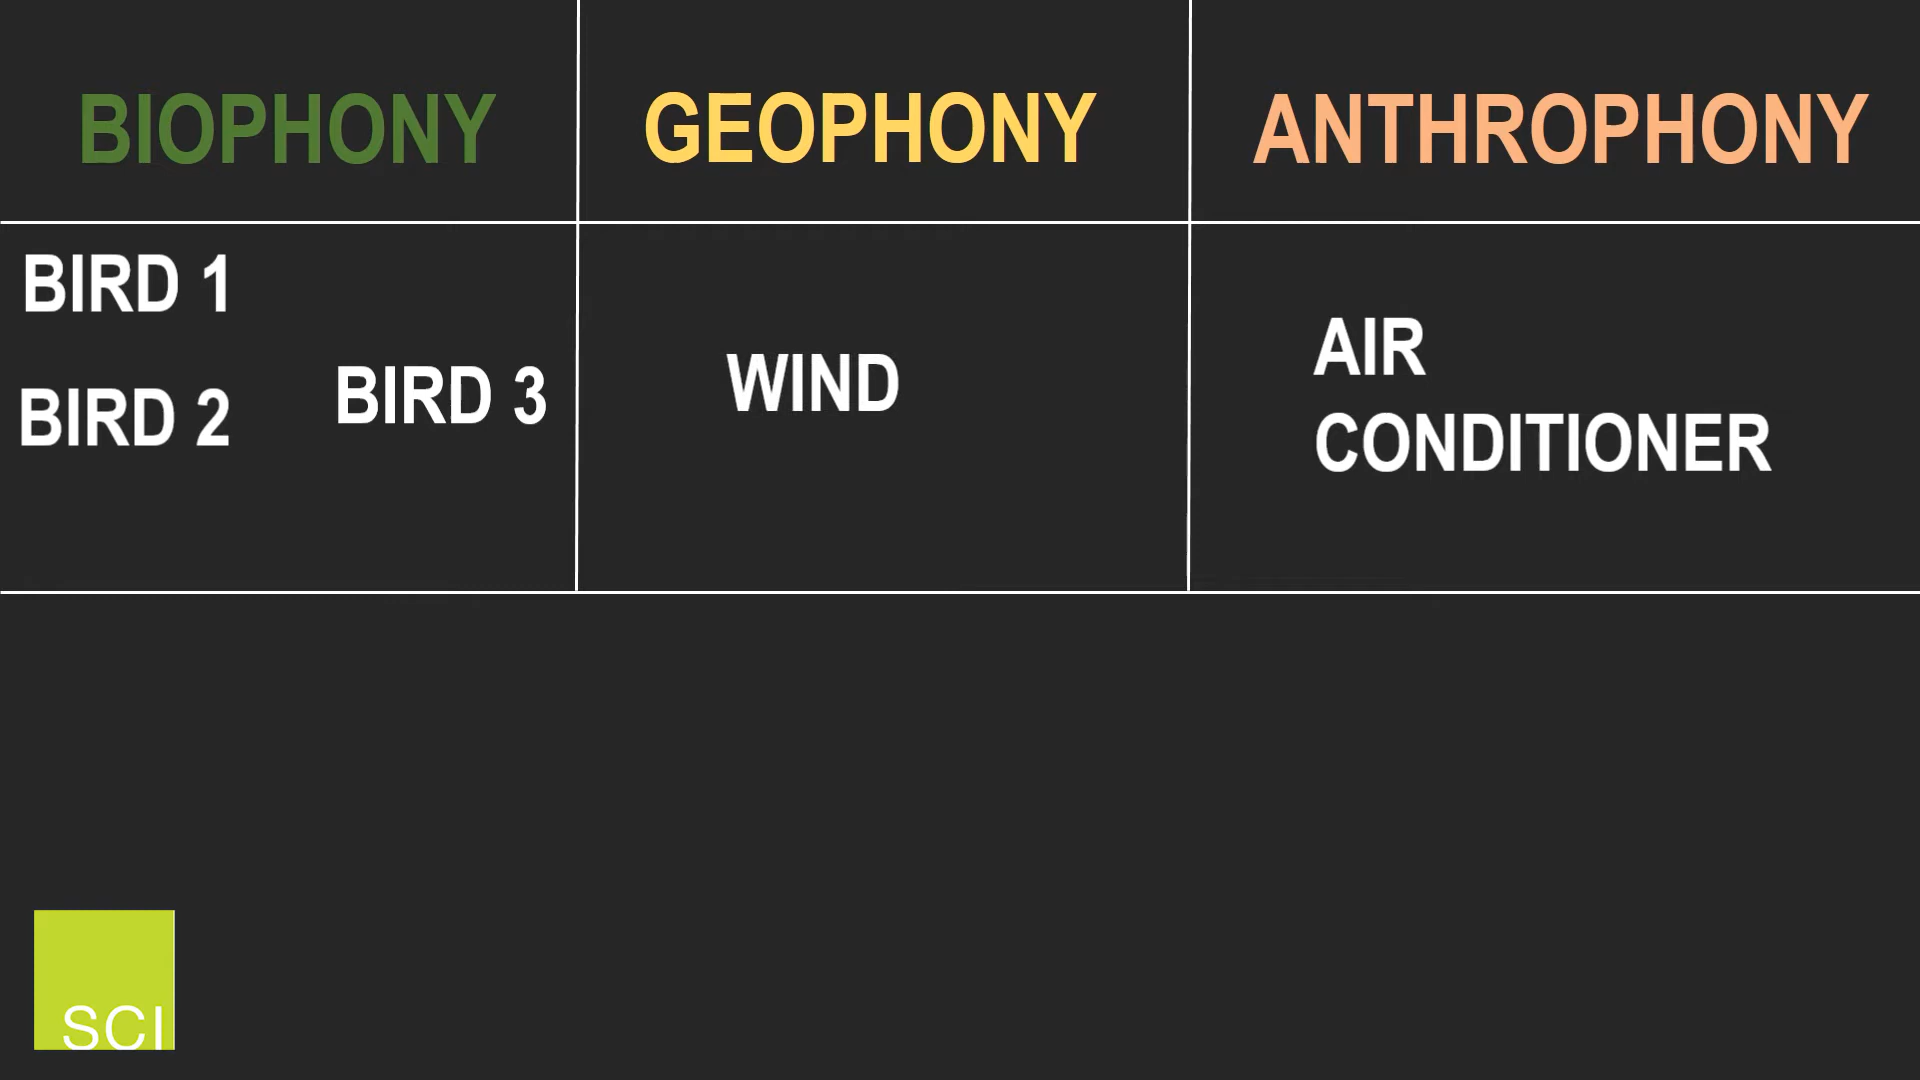 BIOPHONY
GEOPHONY
ANTHROPHONY
BIRD 1
BIRD 2
BIRD 3
WIND
AIR
CONDITIONER
SCI